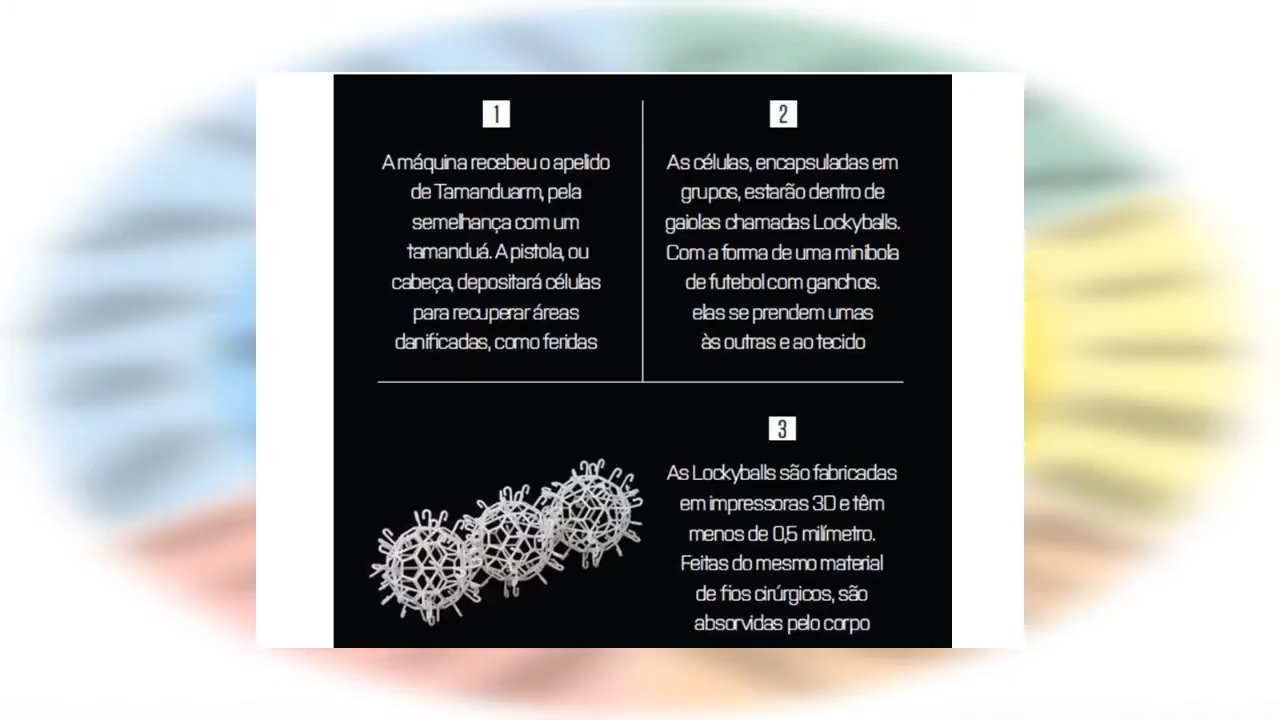 1
A máquina recebeu o apelido
de Tamanduarm, pela
semelhança com um
tamanduá. A pistola, ou
cabeça, depositará células
para recuperar áreas
danificadas, como feridas
2
As células, encapsuladas em
grupos, estarão dentro de
gaiolas chamadas Lockyballs.
Com a forma de uma minibola
de futebol com ganchos.
elas se prendem umas
às outras e ao tecido
3
As Lockyballs são fabricadas
em impressoras 3D e têm
menos de 0,5 milímetro.
Feitas do mesmo material
de fios cirúrgicos, são
absorvidas pelo corpo